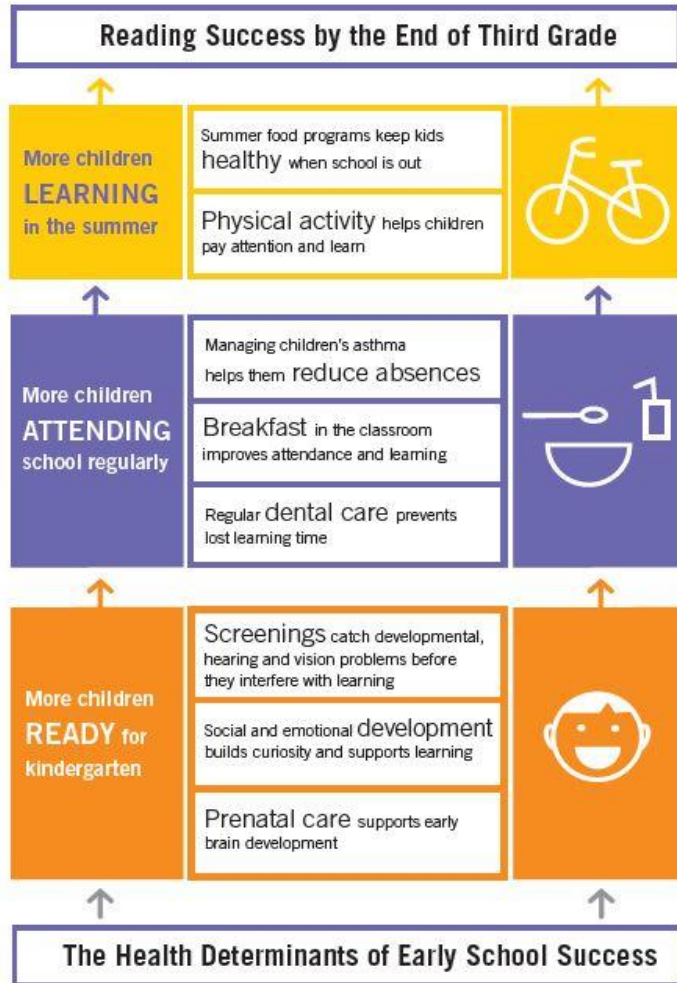 Reading Success by the End of Third Grade
More children
LEARNING
in the summer
Summer food programs keep kids
healthy when school is out
Physical activity helps children
pay attention and learn
More children
ATTENDING
school regularly
Managing children's asthma
helps them reduce absences
Breakfast in the classroom
improves attendance and learning
Regular dental care prevents
lost learning time
More children
READY for
kindergarten
Screenings catch developmental,
hearing and vision problems before
they interfere with learning
Social and emotional development
builds curiosity and supports learning
Prenatal care supports early
brain development
The Health Determinants of Early School Success